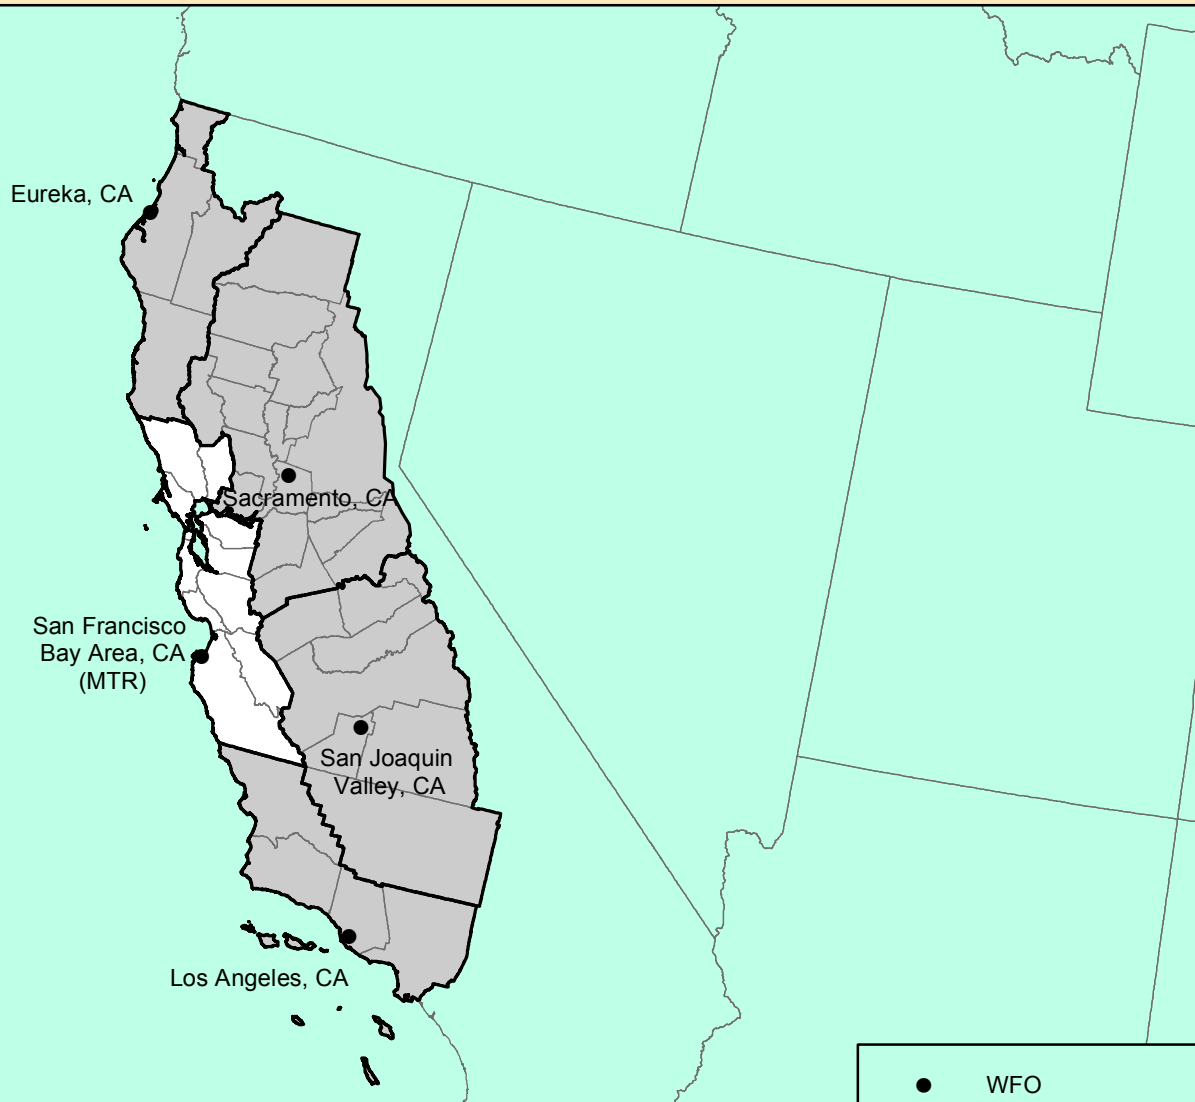 Eureka, CA
Sacramento, CA
San Francisco
Bay Area, CA
(MTR)
San Joaquin
Valley, CA
Los Angeles, CA
WFO